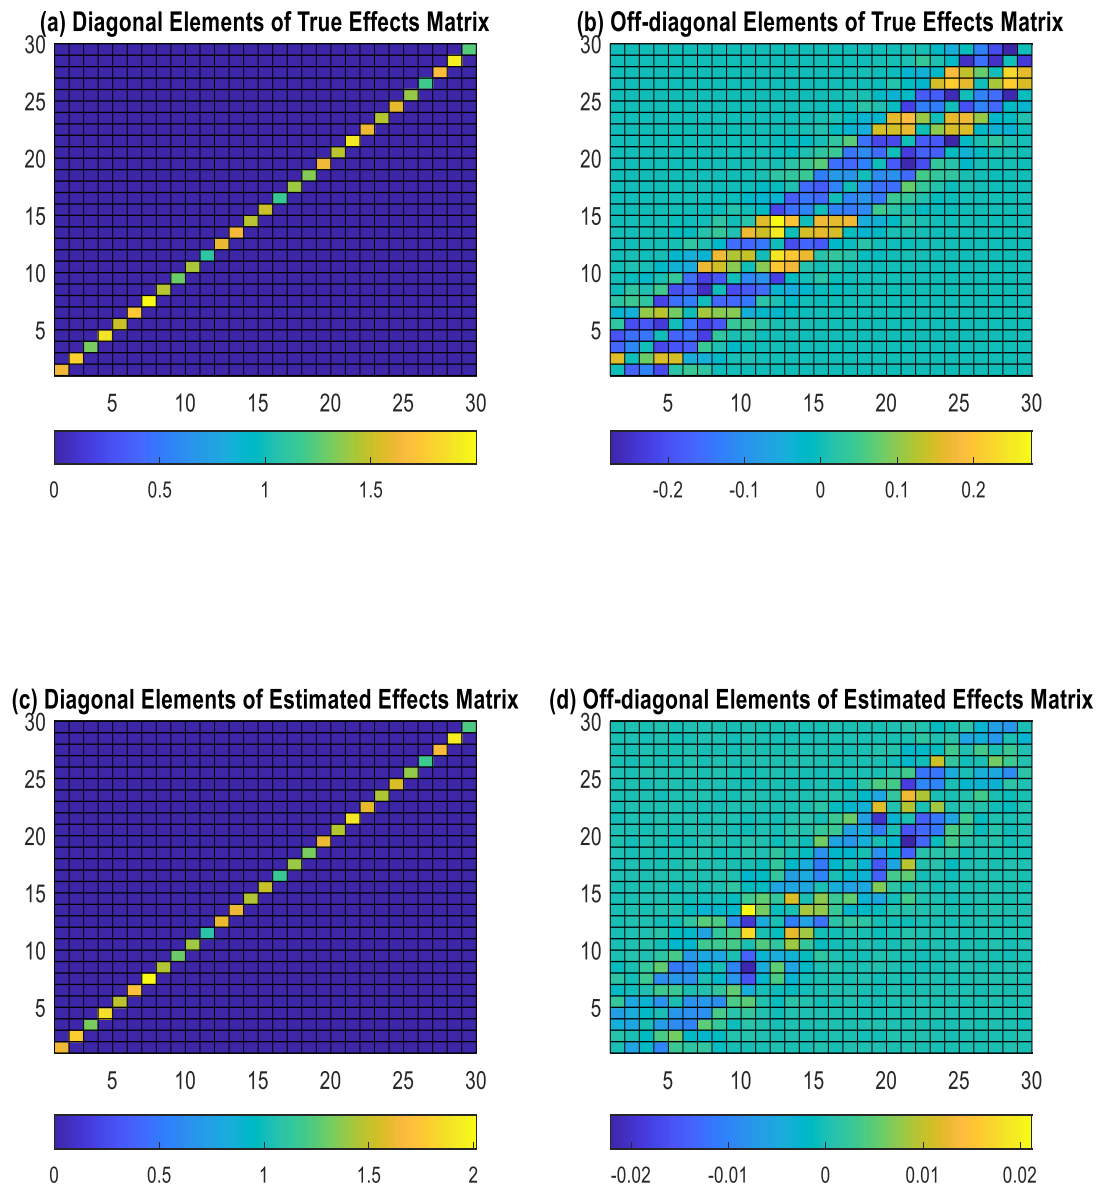 (a) Diagonal Elements of True Effects Matrix
30
25
20
15
10
5
5 10 15 20 25 30
0 0.5 1 1.5
(b) Off-diagonal Elements of True Effects Matrix
30
25
20
15
10
5
5 10 15 20 25 30
-0.2 -0.1 0 0.1 0.2
(c) Diagonal Elements of Estimated Effects Matrix
30
25
20
15
10
5
5 10 15 20 25 30
0 0.5 1 1.5 2
(d) Off-diagonal Elements of Estimated Effects Matrix
30
25
20
15
10
5
5 10 15 20 25 30
-0.02 -0.01 0 0.01 0.02